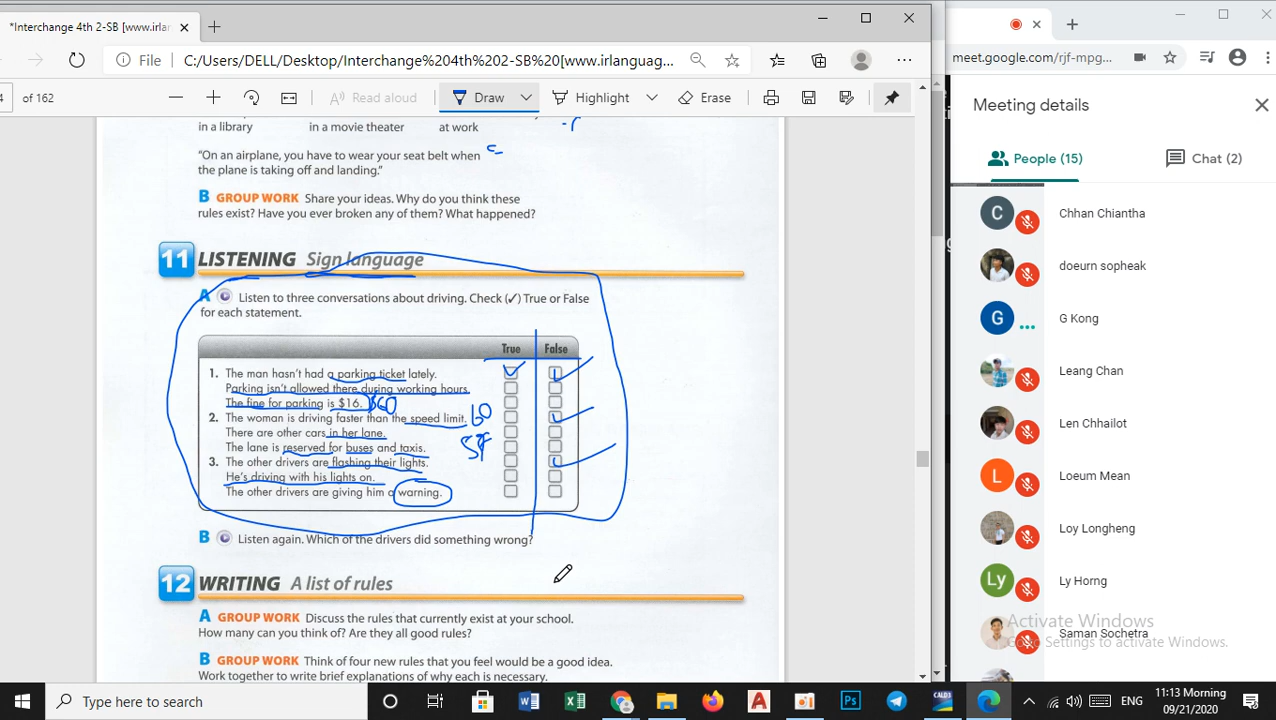 *Interchange 4th 2-SB [www.irlan
File
C:/Users/DELL/Desktop/Interchange%204th%202-SB%20[www.irlanguag...
of 162
Read aloud
Draw
Highlight
Erase
in a library in a movie theater at work
“On an airplane, you have to wear your seat belt when
the plane is taking off and landing.”
B GROUP WORK Share your ideas. Why do you think these
rules exist? Have you ever broken any of them? What happened?
11 LISTENING Sign language
A Listen to three conversations about driving. Check (✓) True or False
for each statement.
True False
1. The man hasn't had a parking ticket lately.
Parking isn't allowed there during working hours.
The fine for parking is $16. $60
2. The woman is driving faster than the speed limit. 60
There are other cars in her lane.
The lane is reserved for buses and taxis.
3. The other drivers are flashing their lights.
He's driving with his lights on.
The other drivers are giving him a warning.
B Listen again. Which of the drivers did something wrong?
12 WRITING A list of rules
A GROUP WORK Discuss the rules that currently exist at your school.
How many can you think of? Are they all good rules?
B GROUP WORK Think of four new rules that you feel would be a good idea.
Work together to write brief explanations of why each is necessary.
meet.google.com/rjf-mpg...
Meeting details
People (15)
Chat (2)
C Chhan Chiantha
doeurn sopheak
G G Kong
Leang Chan
Len Chhailot
L Loeum Mean
Loy Longheng
Ly Ly Horng
Saman Sochetra
Activate Windows
Go to Settings to activate Windows.
Type here to search
Ps
CALD3
ENG
11:13 Morning
09/21/2020